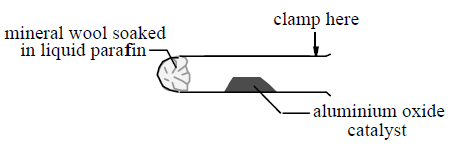 clamp here
mineral wool soaked
in liquid parafin
aluminium oxide
catalyst